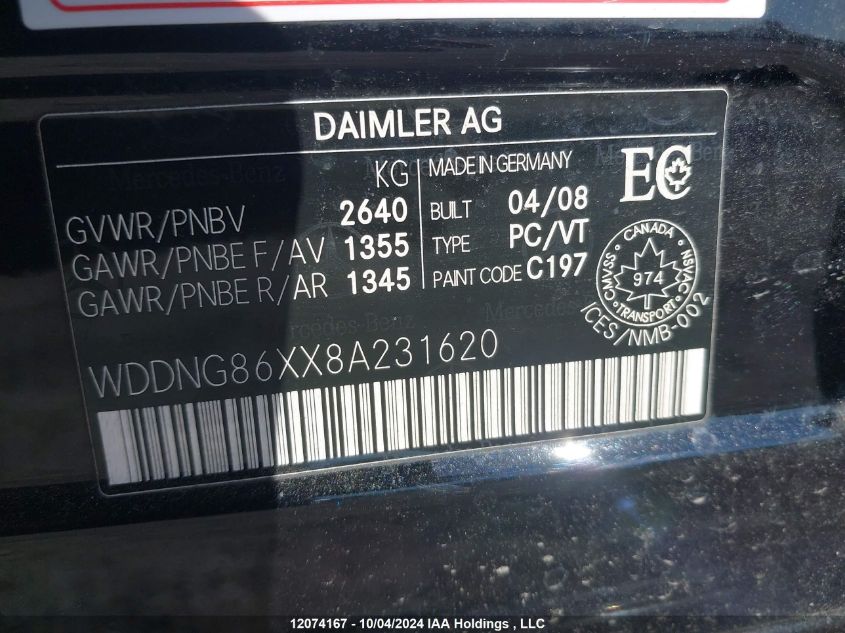 DAIMLER AG
KG
GVWR/PNBV 2640
GAWR/PNBE F/AV 1355
GAWR/PNBE R/AR 1345
MADE IN GERMANY
BUILT 04/08
TYPE PC/VT
PAINT CODE C197
EC
CANADA
CMVSS NSVAC
974
TRANSPORT
ICES/NMB-002
WDDNG86XX8A231620
Mercedes-Benz
12074167 - 10/04/2024 IAA Holdings , LLC